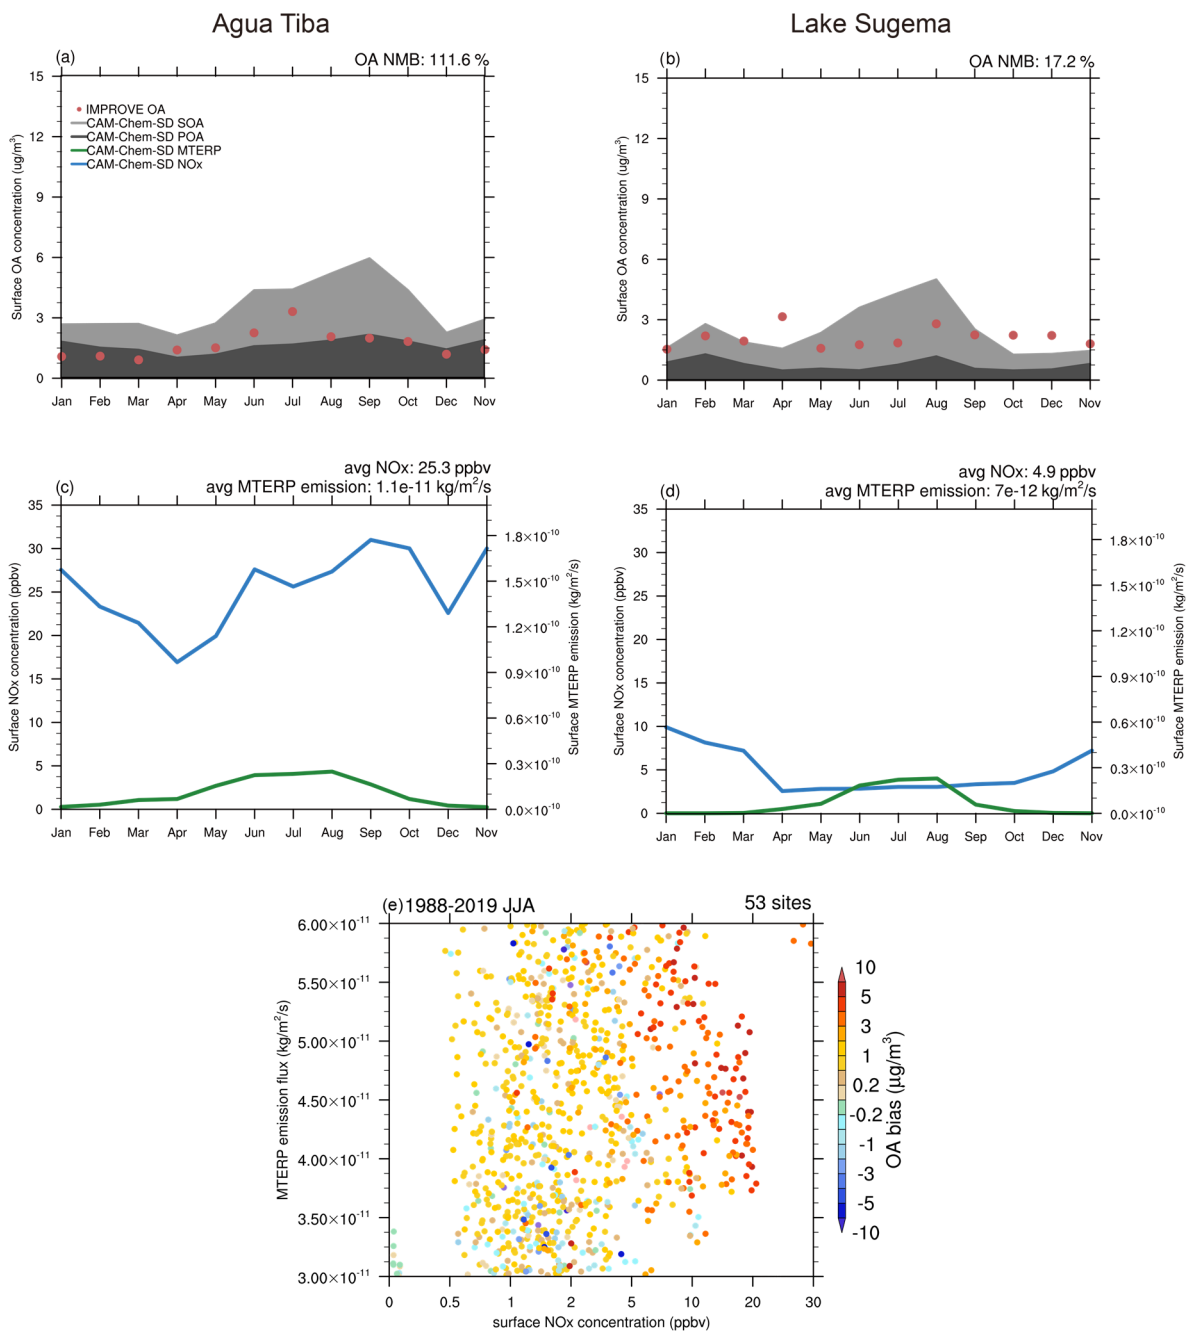 Agua Tiba
Lake Sugema
(a)
OA NMB: 111.6 %
15
12
9
6
3
0
Surface OA concentration (ug/m³)
IMPROVE OA
CAM-Chem-SD SOA
CAM-Chem-SD POA
CAM-Chem-SD MTERP
CAM-Chem-SD NOx
Jan Feb Mar Apr May Jun Jul Aug Sep Oct Dec Nov
(b)
OA NMB: 17.2 %
15
12
9
6
3
0
Surface OA concentration (ug/m³)
Jan Feb Mar Apr May Jun Jul Aug Sep Oct Dec Nov
avg NOx: 25.3 ppbv
(c)
avg MTERP emission: 1.1e-11 kg/m²/s
35
30
25
20
15
10
5
0
Surface NOx concentration (ppbv)
1.8×10⁻¹⁰
1.5×10⁻¹⁰
1.2×10⁻¹⁰
0.9×10⁻¹⁰
0.6×10⁻¹⁰
0.3×10⁻¹⁰
0.0×10⁻¹⁰
Surface MTERP emission (kg/m²/s)
Jan Feb Mar Apr May Jun Jul Aug Sep Oct Dec Nov
avg NOx: 4.9 ppbv
(d)
avg MTERP emission: 7e-12 kg/m²/s
35
30
25
20
15
10
5
0
Surface NOx concentration (ppbv)
1.8×10⁻¹⁰
1.5×10⁻¹⁰
1.2×10⁻¹⁰
0.9×10⁻¹⁰
0.6×10⁻¹⁰
0.3×10⁻¹⁰
0.0×10⁻¹⁰
Surface MTERP emission (kg/m²/s)
Jan Feb Mar Apr May Jun Jul Aug Sep Oct Dec Nov
(e) 1988-2019 JJA
53 sites
6.00×10⁻¹¹
5.50×10⁻¹¹
5.00×10⁻¹¹
4.50×10⁻¹¹
4.00×10⁻¹¹
3.50×10⁻¹¹
3.00×10⁻¹¹
MTERP emission flux (kg/m²/s)
0 0.5 1 2 5 10 20 30
surface NOx concentration (ppbv)
10
5
3
1
0.2
-0.2
-1
-3
-5
-10
OA bias (µg/m³)